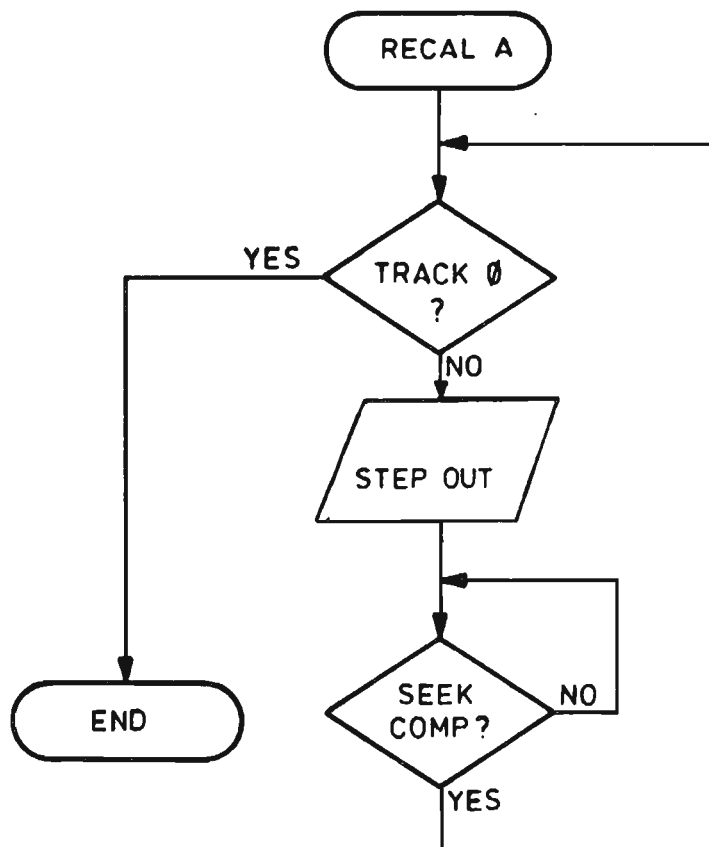 RECAL A
YES
TRACK Ø
?
NO
STEP OUT
SEEK
COMP?
NO
END
YES